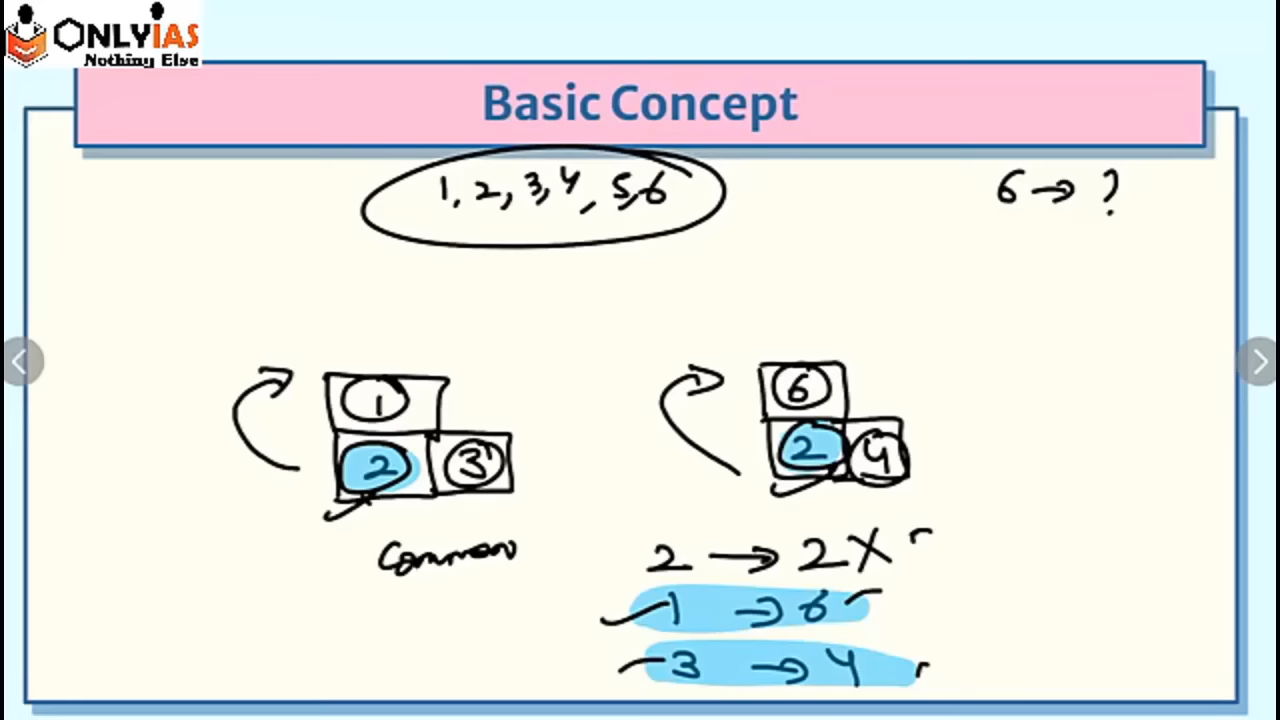 ONLYIAS
Nothing Else
Basic Concept
1, 2, 3, 4, 5, 6
6 → ?
1
2 3
6
2 4
Common
2 → 2 X
1 → 6
3 → 4